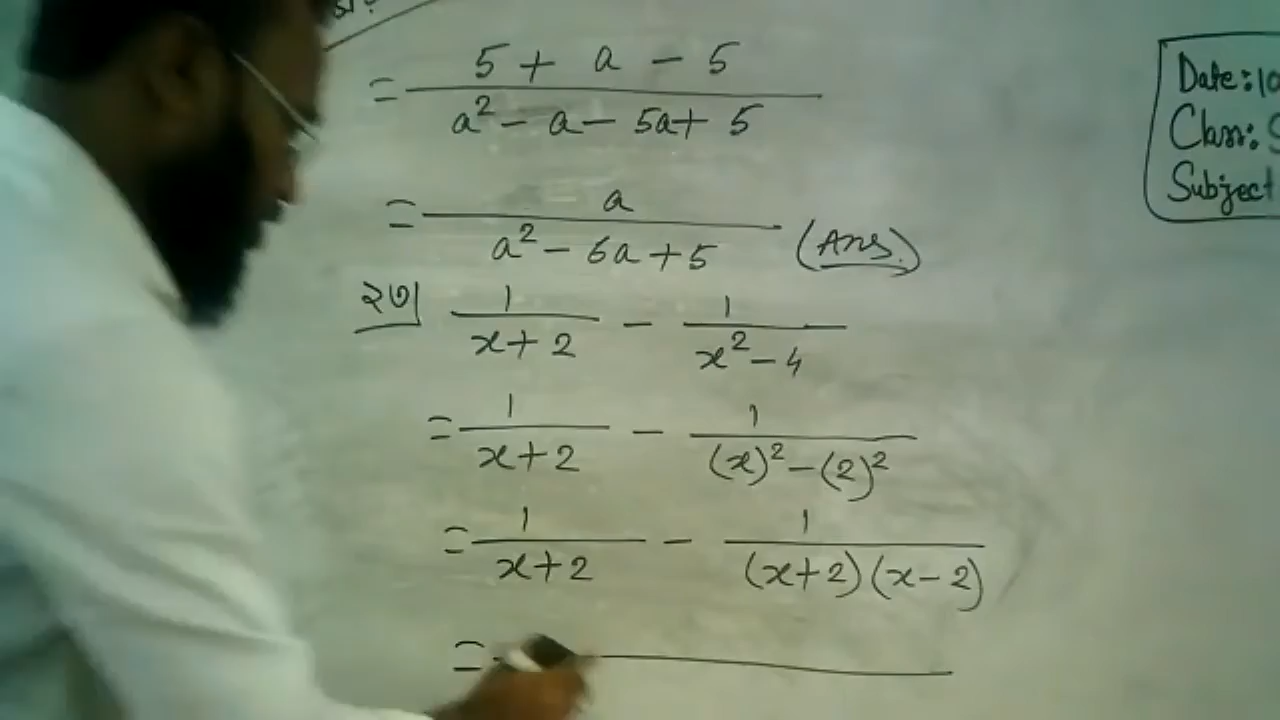 = (5 + a - 5)/(a² - a - 5a + 5)
= a/(a² - 6a + 5) (Ans.)
২৩| 1/(x + 2) - 1/(x² - 4)
= 1/(x + 2) - 1/((x)² - (2)²)
= 1/(x + 2) - 1/((x + 2)(x - 2))
=
Date: 10
Class:
Subject